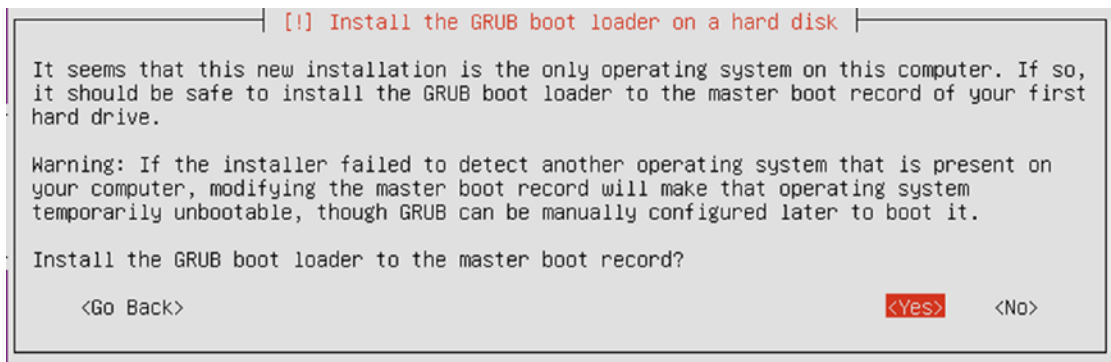 [!] Install the GRUB boot loader on a hard disk
It seems that this new installation is the only operating system on this computer. If so,
it should be safe to install the GRUB boot loader to the master boot record of your first
hard drive.
Warning: If the installer failed to detect another operating system that is present on
your computer, modifying the master boot record will make that operating system
temporarily unbootable, though GRUB can be manually configured later to boot it.
Install the GRUB boot loader to the master boot record?
<Go Back> <Yes> <No>